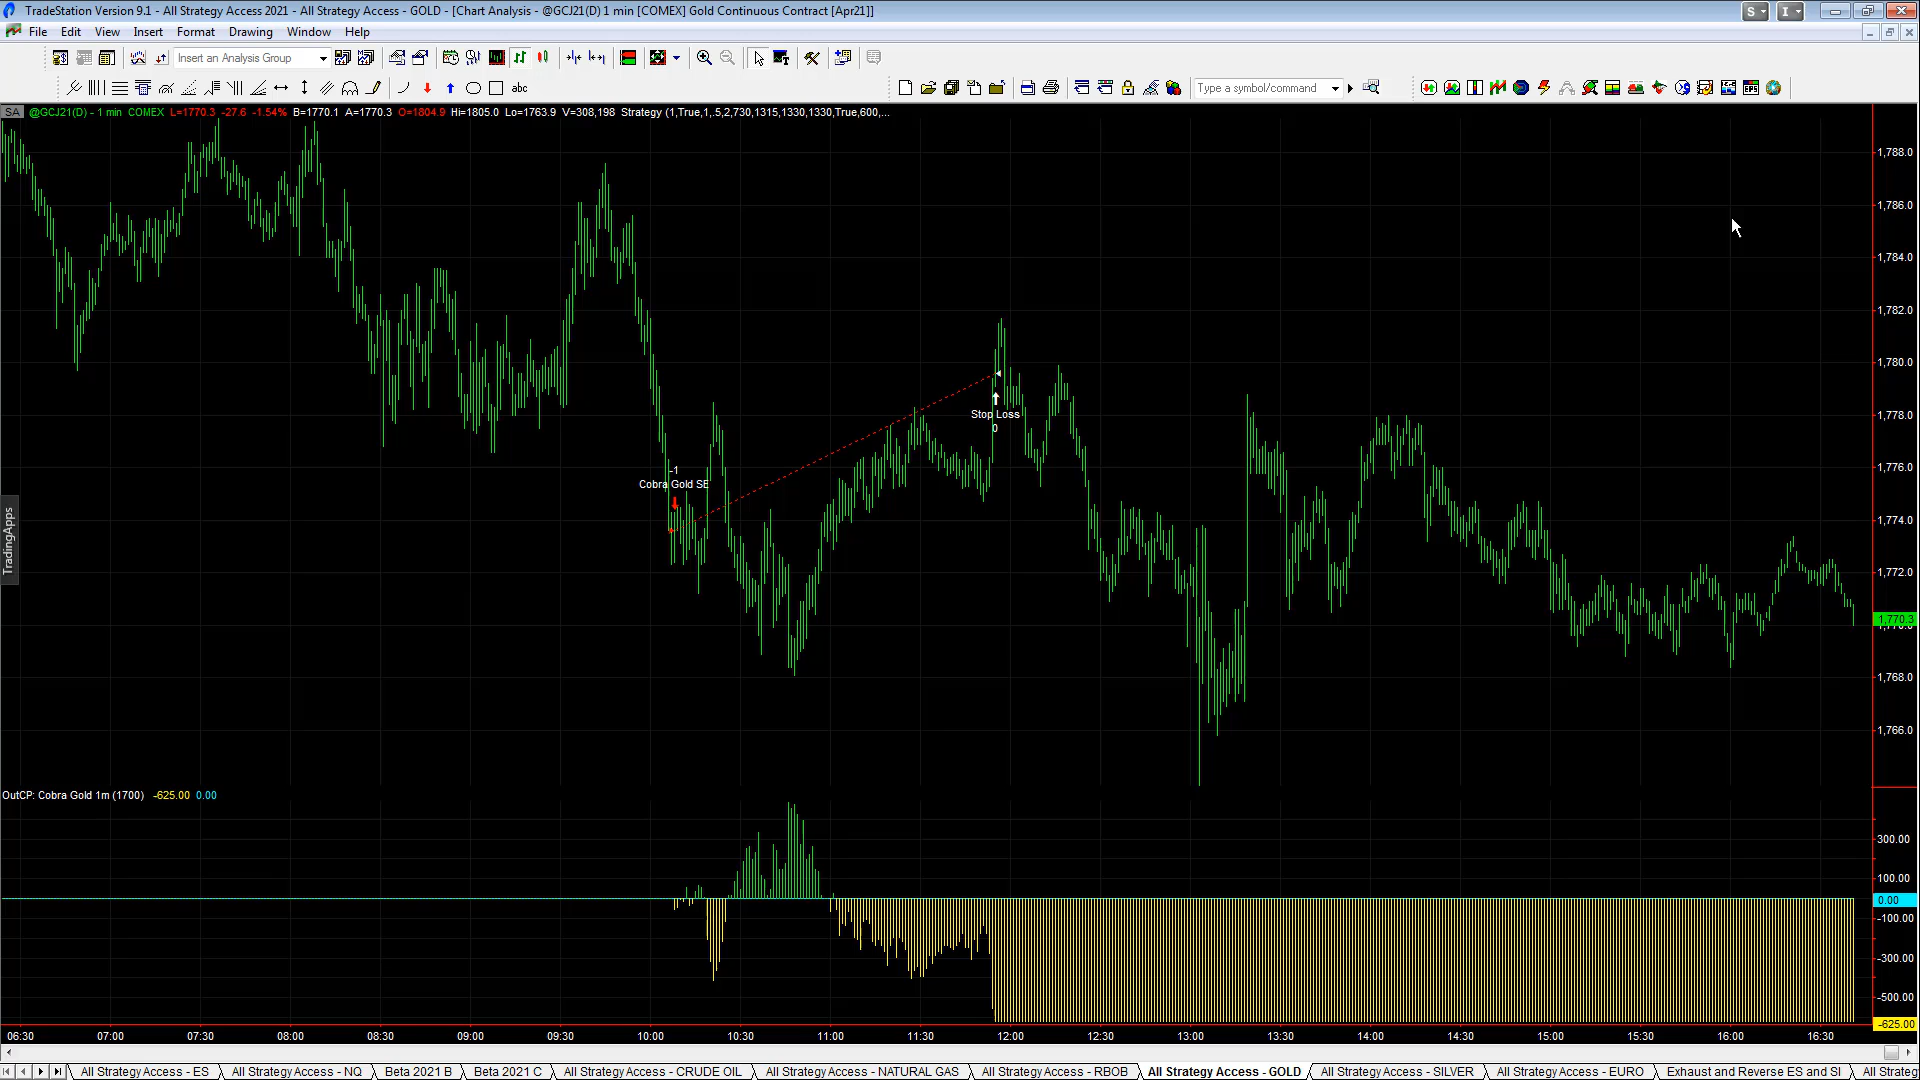 TradeStation Version 9.1 - All Strategy Access 2021 - All Strategy Access - GOLD - [Chart Analysis - @GCJ21(D) 1 min [COMEX] Gold Continuous Contract [Apr21]]
S
I
File Edit View Insert Format Drawing Window Help
Insert an Analysis Group
abc
Type a symbol/command
SA @GCJ21(D) - 1 min COMEX L=1770.3 -27.6 -1.54% B=1770.1 A=1770.3 O=1804.9 Hi=1805.0 Lo=1763.9 V=308,198 Strategy (1,True,1,.5,2,730,1315,1330,1330,True,600,...
1,788.0
1,786.0
1,784.0
1,782.0
1,780.0
1,778.0
1,776.0
1,774.0
1,772.0
1,770.3
1,770.0
1,768.0
1,766.0
Stop Loss
0
-1
Cobra Gold SE
TradingApps
OutCP: Cobra Gold 1m (1700) -625.00 0.00
300.00
100.00
0.00
-100.00
-300.00
-500.00
-625.00
06:30 07:00 07:30 08:00 08:30 09:00 09:30 10:00 10:30 11:00 11:30 12:00 12:30 13:00 13:30 14:00 14:30 15:00 15:30 16:00 16:30
All Strategy Access - ES All Strategy Access - NQ Beta 2021 B Beta 2021 C All Strategy Access - CRUDE OIL All Strategy Access - NATURAL GAS All Strategy Access - RBOB All Strategy Access - GOLD All Strategy Access - SILVER All Strategy Access - EURO Exhaust and Reverse ES and SI All Strateg